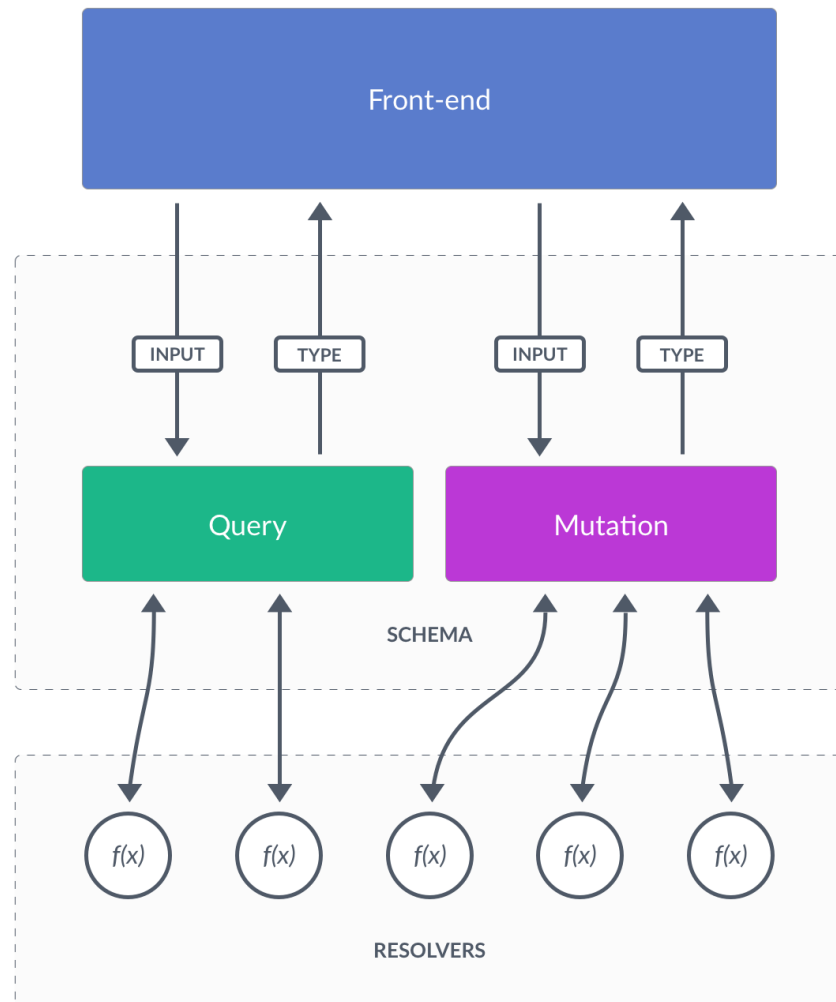 Front-end
INPUT
TYPE
INPUT
TYPE
Query
Mutation
SCHEMA
f(x)
f(x)
f(x)
f(x)
f(x)
RESOLVERS